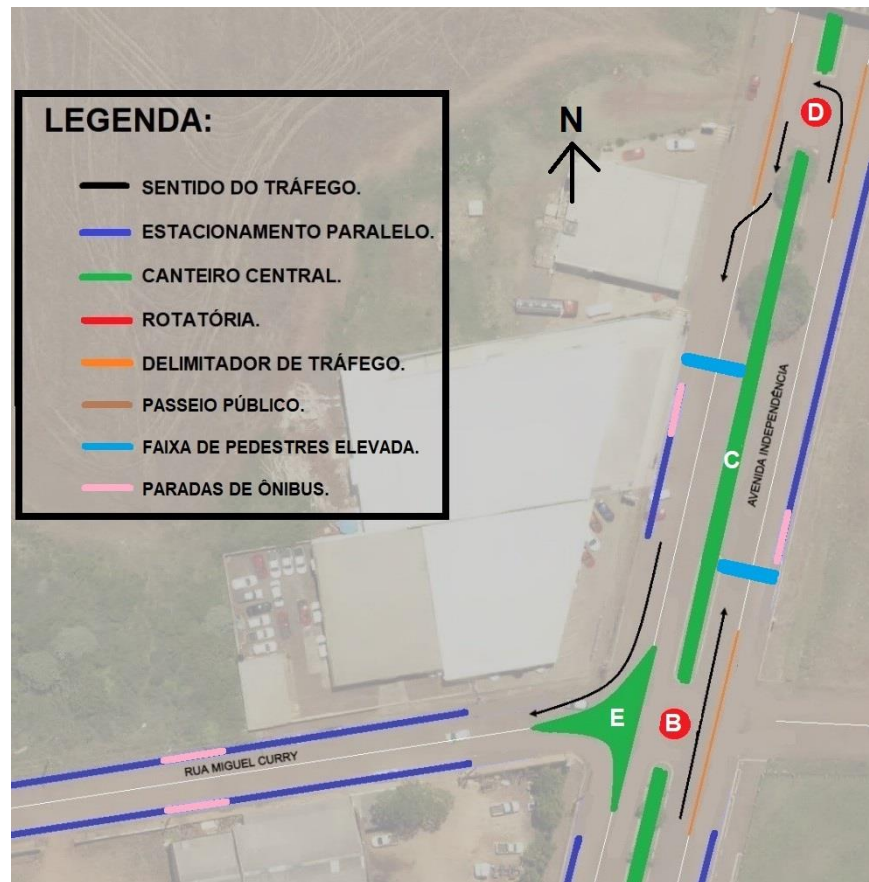 LEGENDA:
SENTIDO DO TRÁFEGO.
ESTACIONAMENTO PARALELO.
CANTEIRO CENTRAL.
ROTATÓRIA.
DELIMITADOR DE TRÁFEGO.
PASSEIO PÚBLICO.
FAIXA DE PEDESTRES ELEVADA.
PARADAS DE ÔNIBUS.
N
D
AVENIDA INDEPENDÊNCIA
C
E
B
RUA MIGUEL CURRY